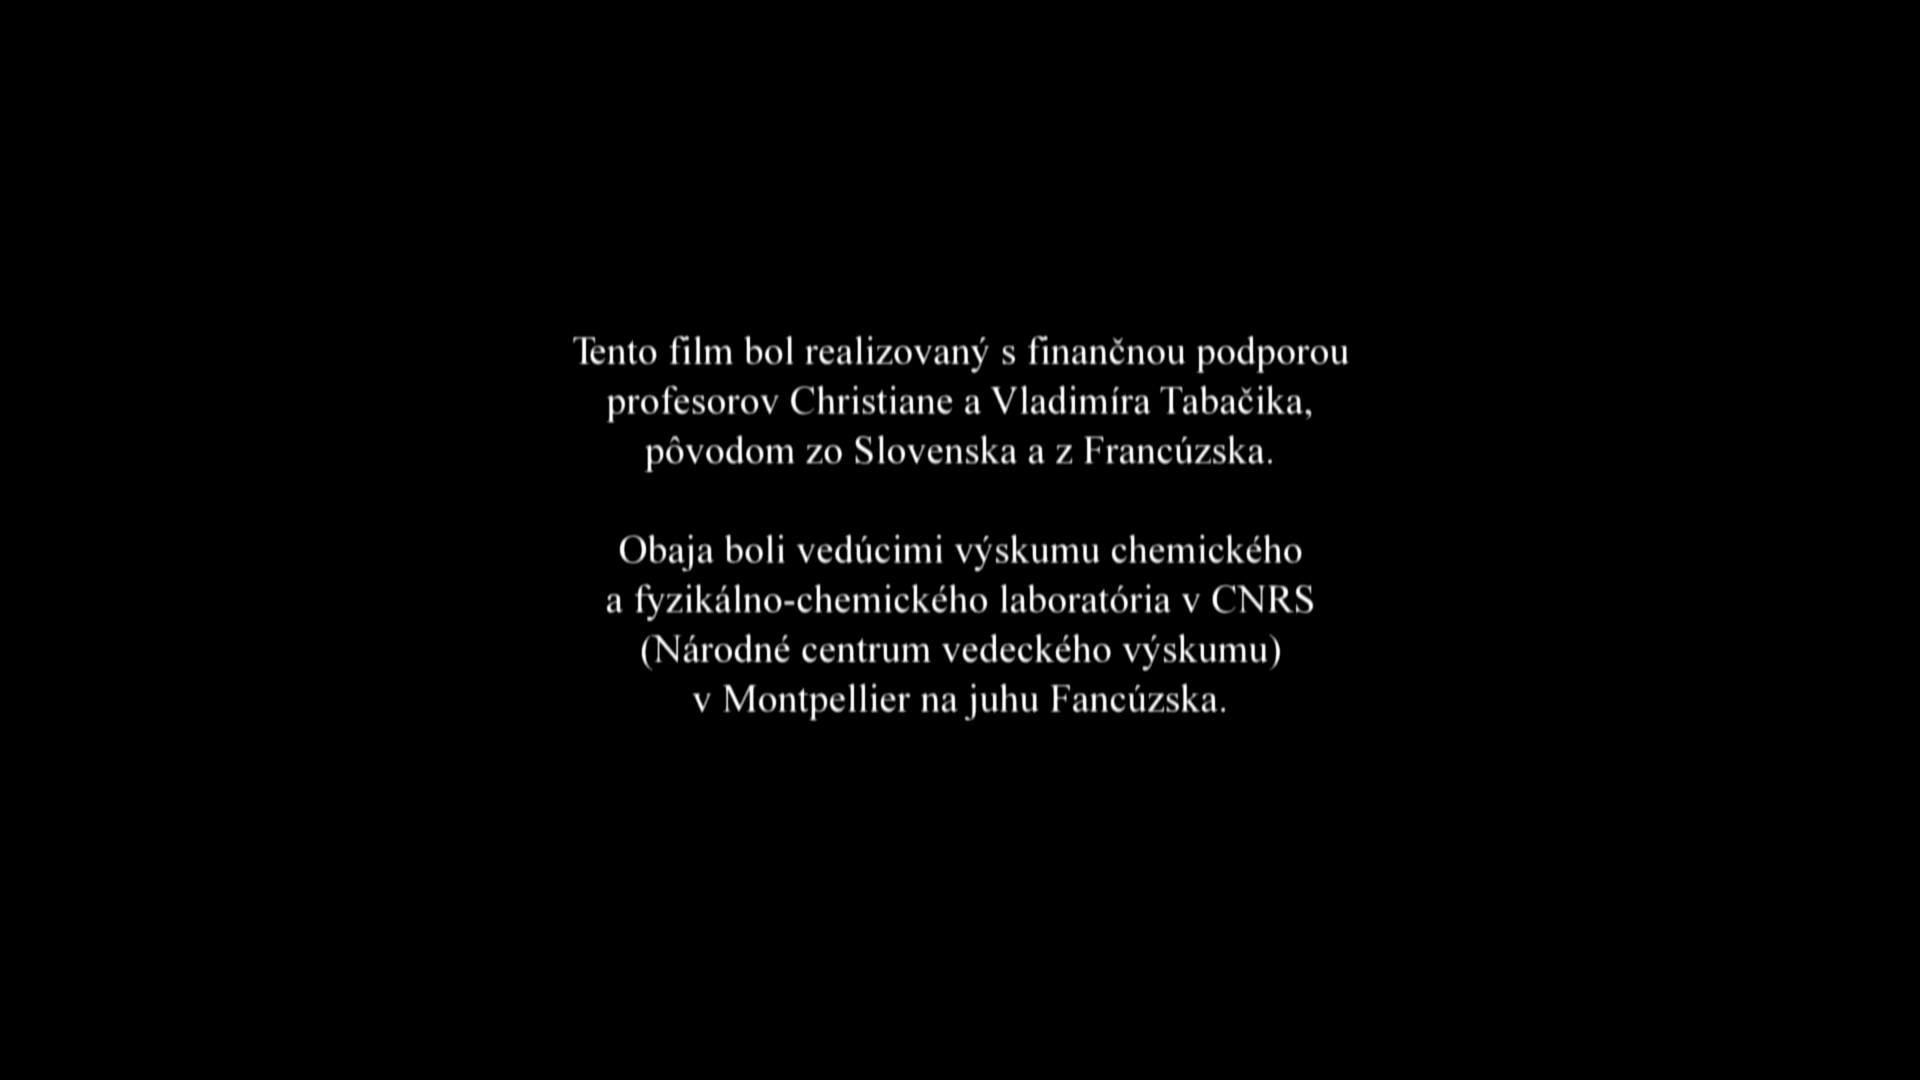 Tento film bol realizovaný s finančnou podporou
profesorov Christiane a Vladimíra Tabačika,
pôvodom zo Slovenska a z Francúzska.
Obaja boli vedúcimi výskumu chemického
a fyzikálno-chemického laboratória v CNRS
(Národné centrum vedeckého výskumu)
v Montpellier na juhu Fancúzska.